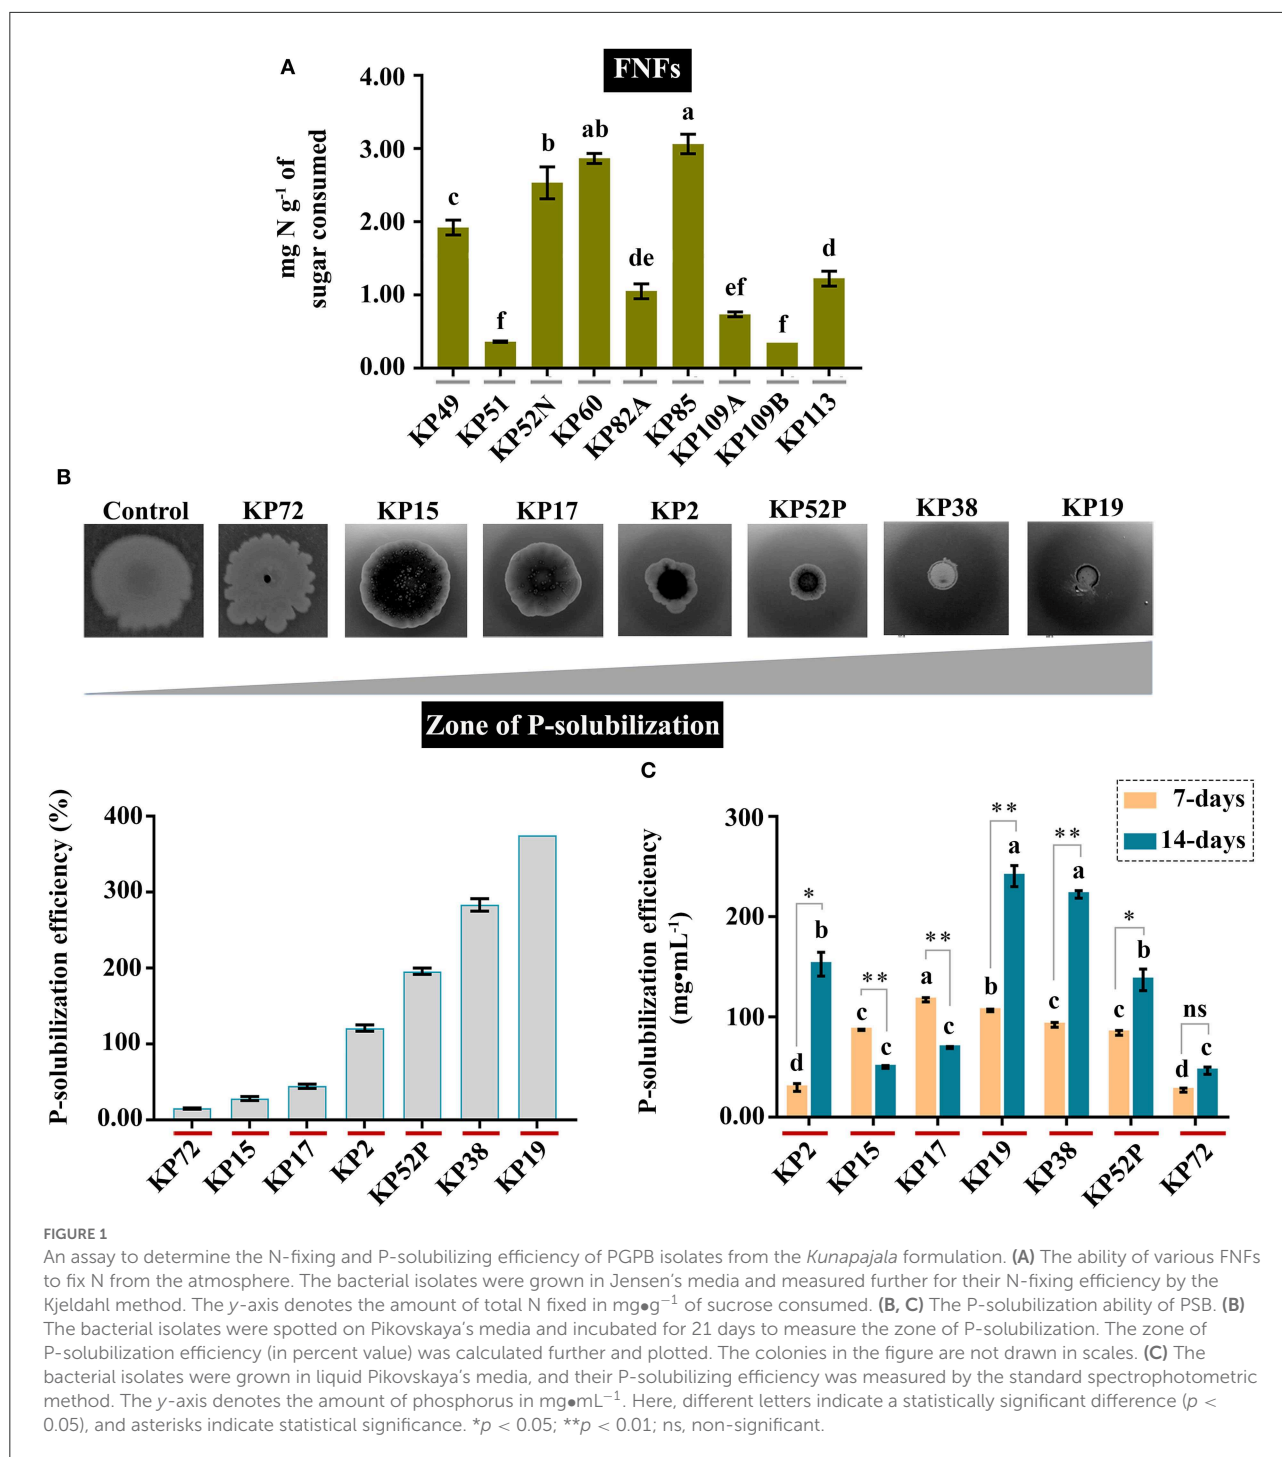 A
FNFs
mg N g⁻¹ of
sugar consumed
4.00
3.00
2.00
1.00
0.00
c
f
b
ab
de
a
ef
f
d
KP49
KP51
KP52N
KP60
KP82A
KP85
KP109A
KP109B
KP113
B
Control
KP72
KP15
KP17
KP2
KP52P
KP38
KP19
Zone of P-solubilization
P-solubilization efficiency (%)
400
300
200
100
0.00
KP72
KP15
KP17
KP2
KP52P
KP38
KP19
C
7-days
14-days
P-solubilization efficiency
(mg•mL⁻¹)
300
200
100
0.00
*
**
**
**
**
*
ns
d
b
c
c
a
c
b
a
c
a
c
b
d
c
KP2
KP15
KP17
KP19
KP38
KP52P
KP72
FIGURE 1
An assay to determine the N-fixing and P-solubilizing efficiency of PGPB isolates from the Kunapajala formulation. (A) The ability of various FNFs
to fix N from the atmosphere. The bacterial isolates were grown in Jensen's media and measured further for their N-fixing efficiency by the
Kjeldahl method. The y-axis denotes the amount of total N fixed in mg•g⁻¹ of sucrose consumed. (B, C) The P-solubilization ability of PSB. (B)
The bacterial isolates were spotted on Pikovskaya's media and incubated for 21 days to measure the zone of P-solubilization. The zone of
P-solubilization efficiency (in percent value) was calculated further and plotted. The colonies in the figure are not drawn in scales. (C) The
bacterial isolates were grown in liquid Pikovskaya's media, and their P-solubilizing efficiency was measured by the standard spectrophotometric
method. The y-axis denotes the amount of phosphorus in mg•mL⁻¹. Here, different letters indicate a statistically significant difference (p <
0.05), and asterisks indicate statistical significance. *p < 0.05; **p < 0.01; ns, non-significant.